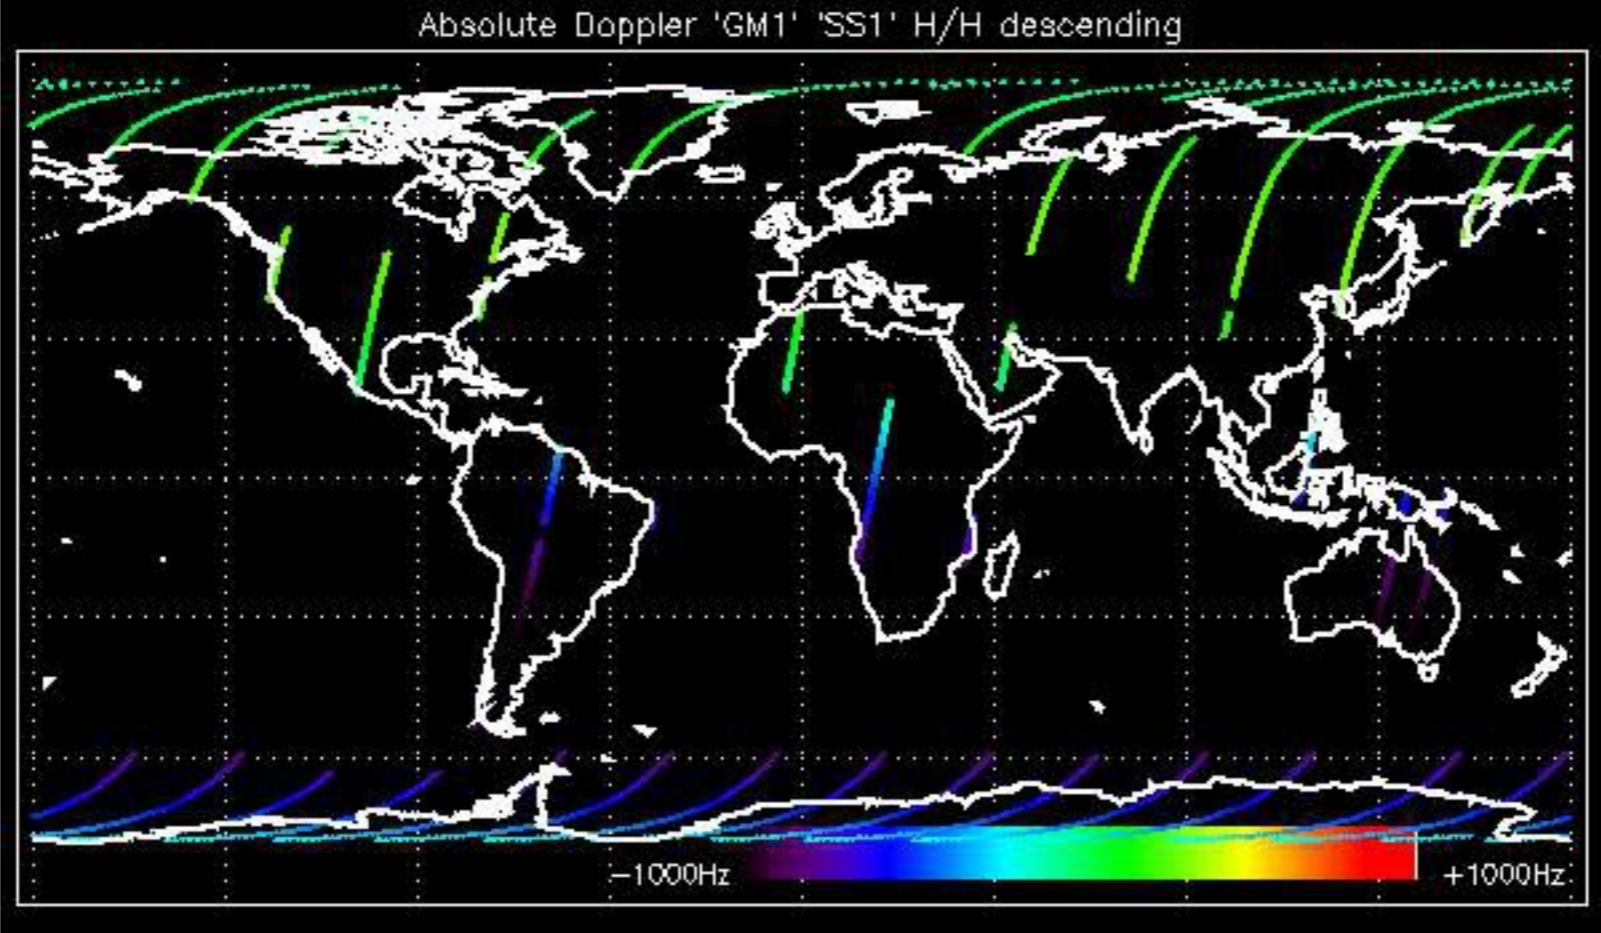 Absolute Doppler 'GM1' 'SS1' H/H descending
−1000Hz +1000Hz